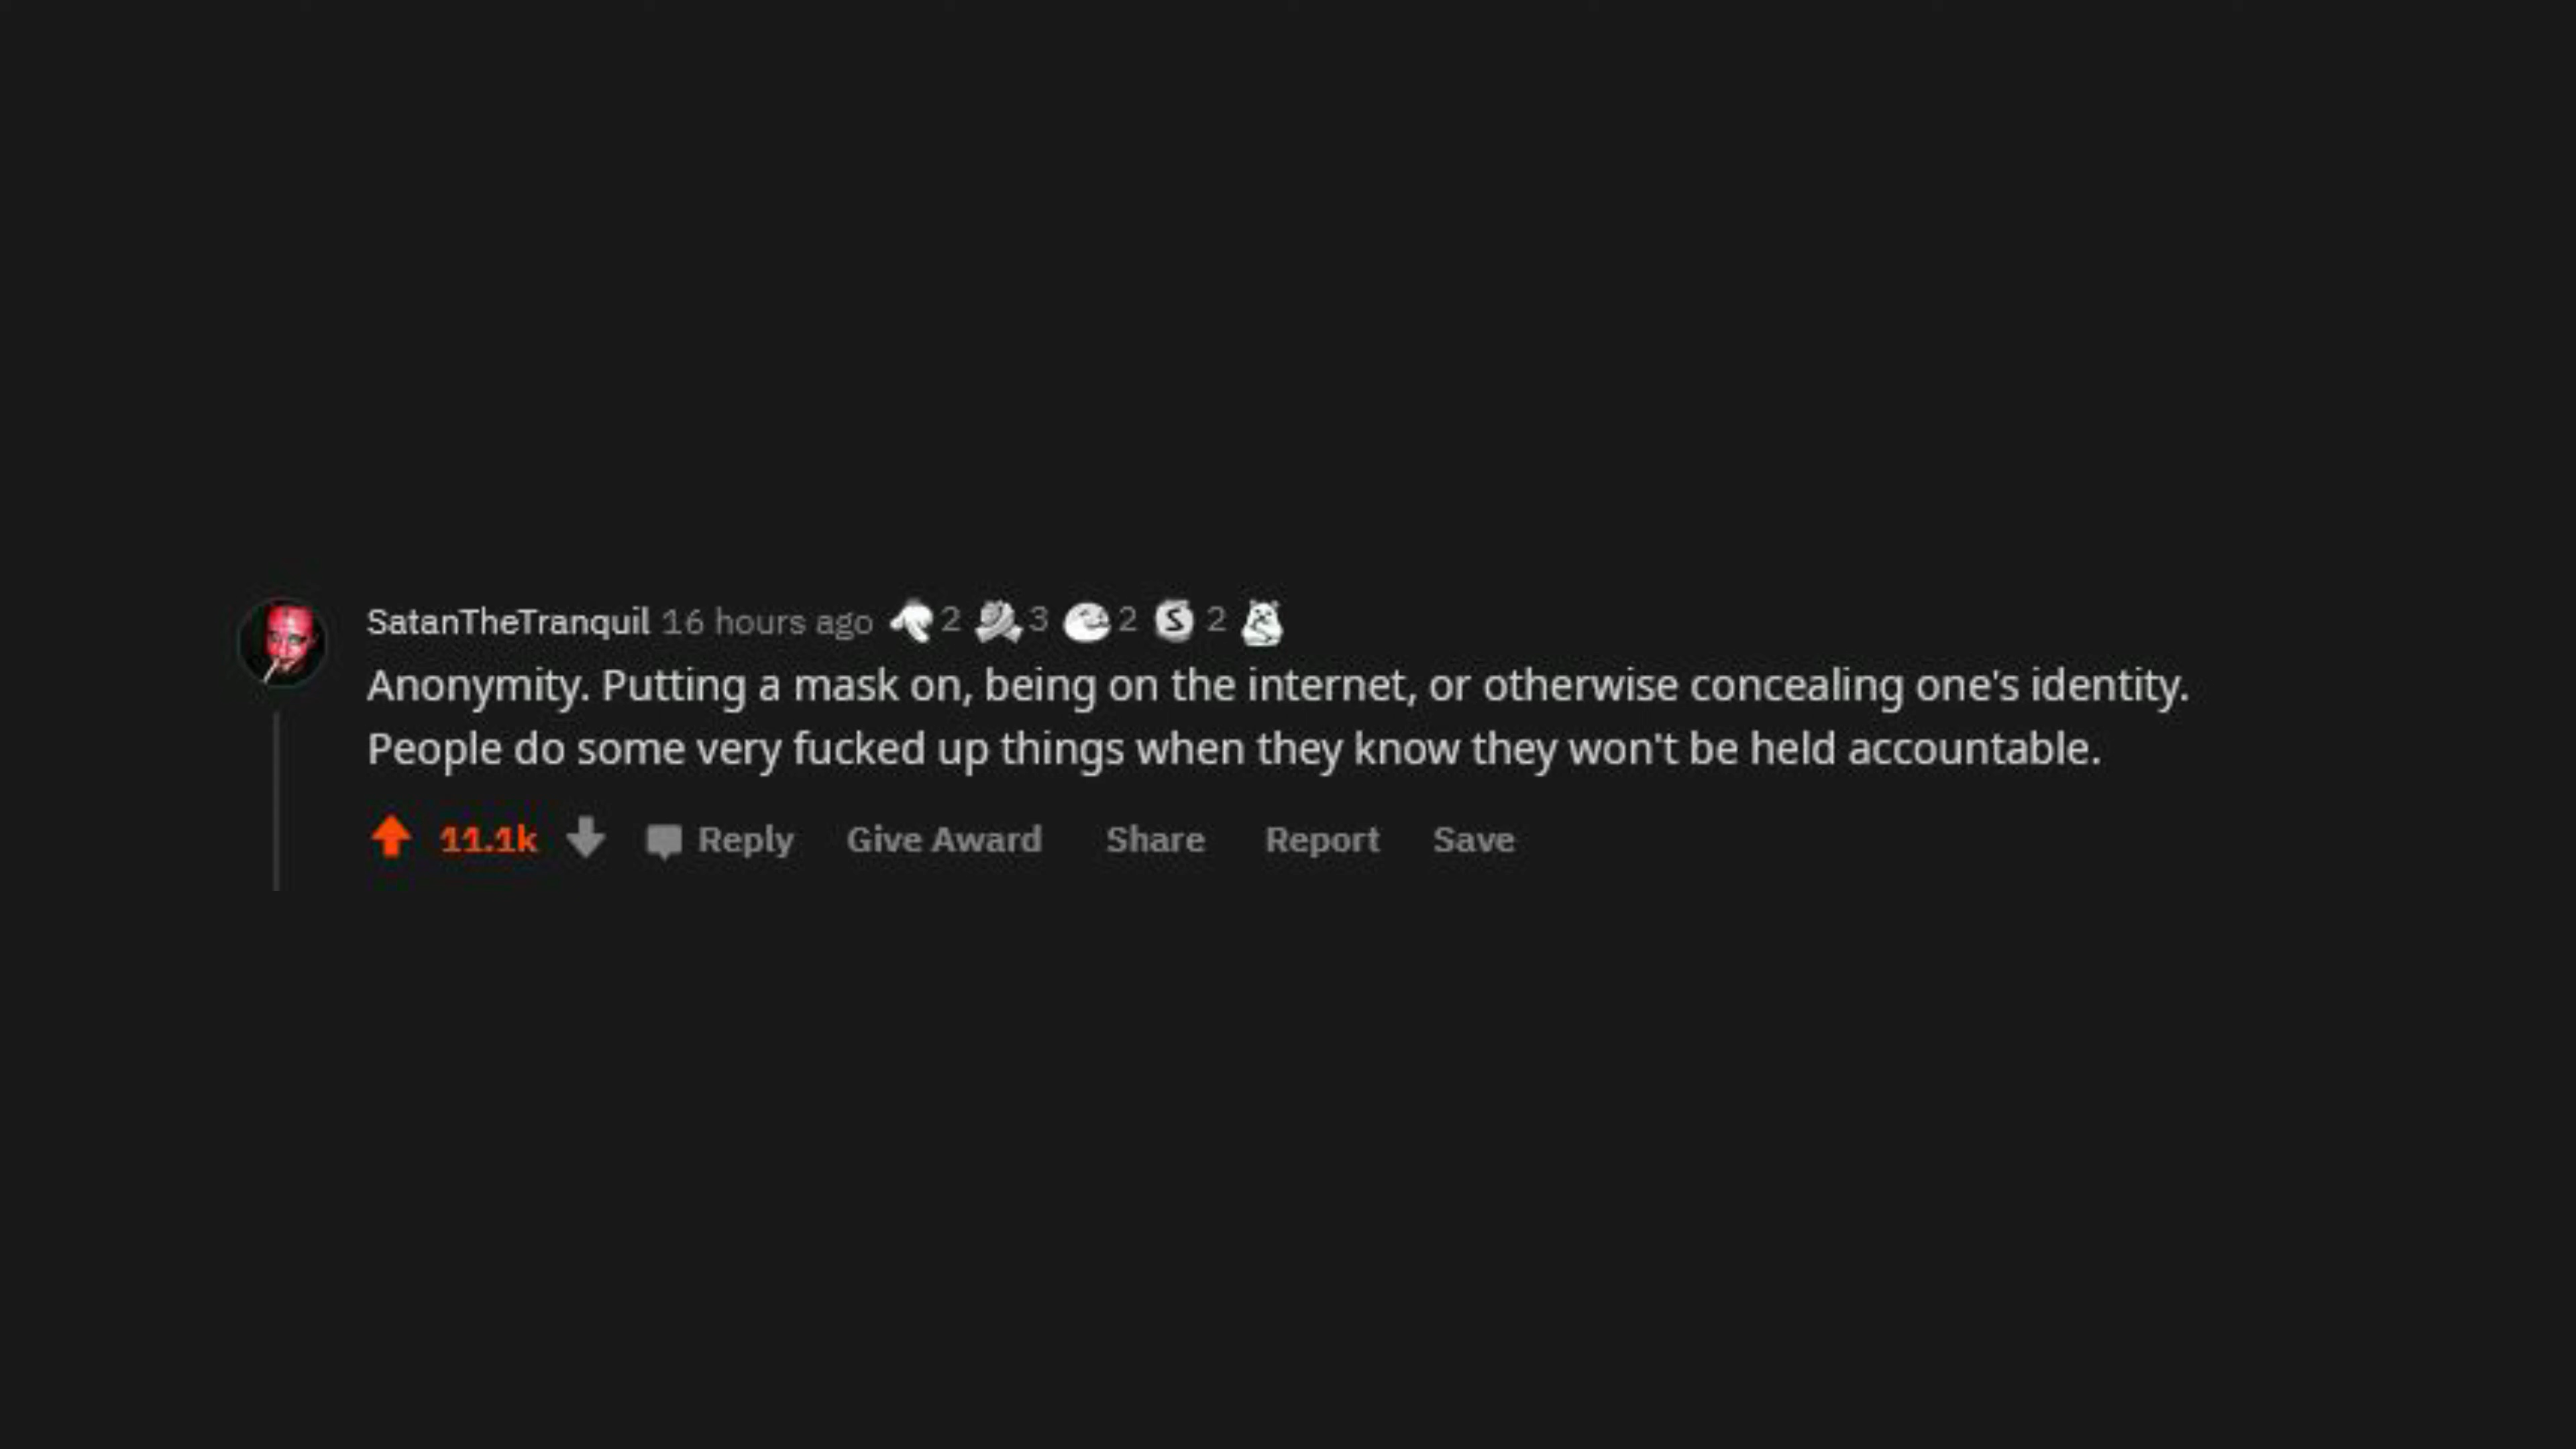 SatanTheTranquil 16 hours ago 2 3 2 S 2
Anonymity. Putting a mask on, being on the internet, or otherwise concealing one's identity.
People do some very fucked up things when they know they won't be held accountable.
11.1k Reply Give Award Share Report Save